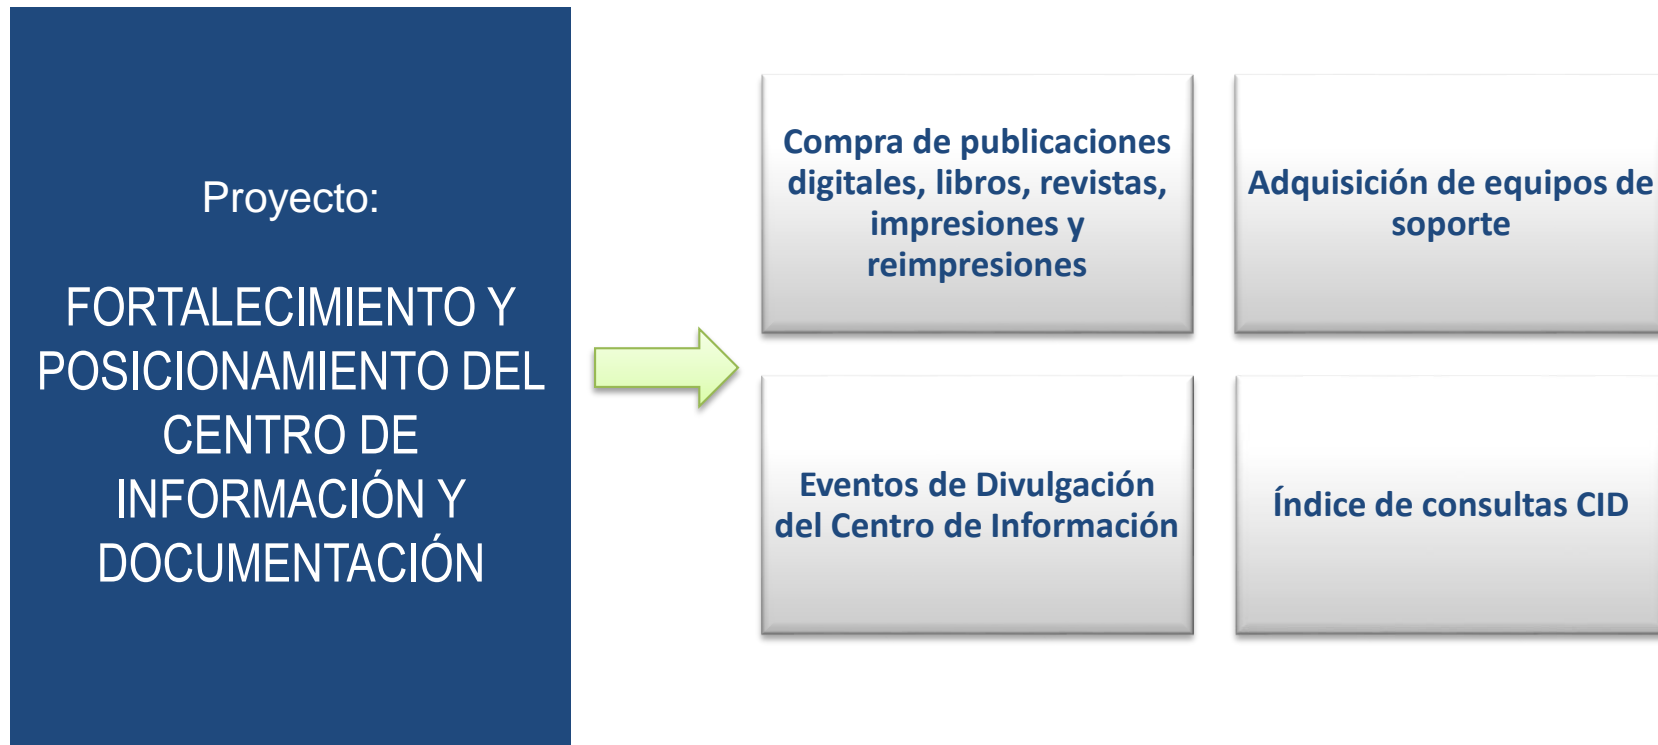 Proyecto:
FORTALECIMIENTO Y
POSICIONAMIENTO DEL
CENTRO DE
INFORMACIÓN Y
DOCUMENTACIÓN
Compra de publicaciones
digitales, libros, revistas,
impresiones y
reimpresiones
Adquisición de equipos de
soporte
Eventos de Divulgación
del Centro de Información
Índice de consultas CID